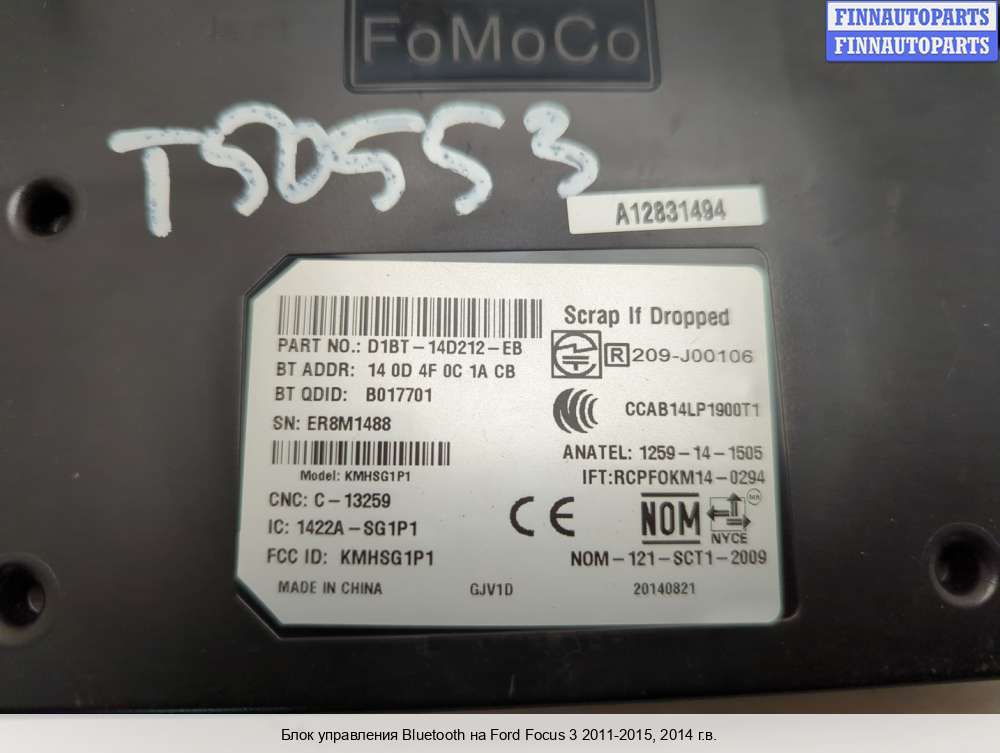 FINNAUTOPARTS
FINNAUTOPARTS
FoMoCo
T50553
A12831494
Scrap If Dropped
PART NO.: D1BT-14D212-EB
R 209-J00106
BT ADDR: 14 0D 4F 0C 1A CB
BT QDID: B017701
CCAB14LP1900T1
SN: ER8M1488
ANATEL: 1259-14-1505
Model: KMHSG1P1
IFT:RCPFOKM14-0294
CNC: C-13259
CE
NOM
NYCE
IC: 1422A-SG1P1
FCC ID: KMHSG1P1
NOM-121-SCT1-2009
MADE IN CHINA
GJV1D
20140821
Блок управления Bluetooth на Ford Focus 3 2011-2015, 2014 г.в.